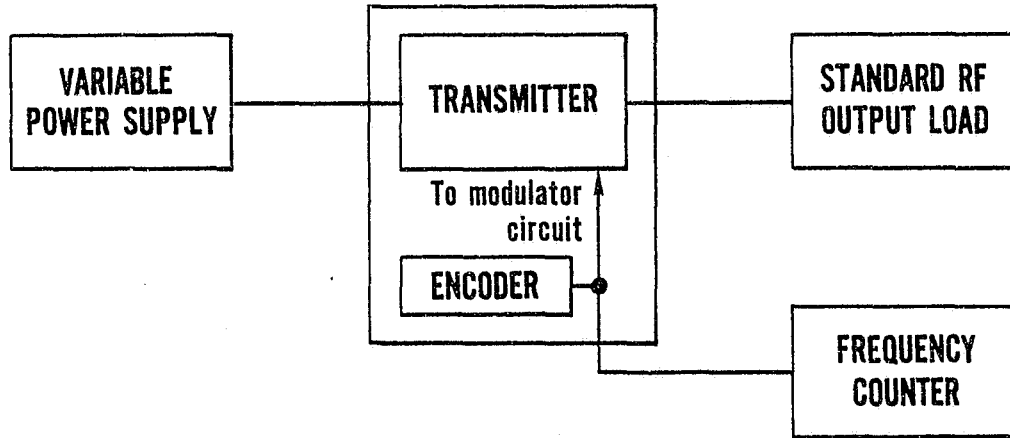 VARIABLE
POWER SUPPLY
TRANSMITTER
STANDARD RF
OUTPUT LOAD
To modulator
circuit
ENCODER
FREQUENCY
COUNTER